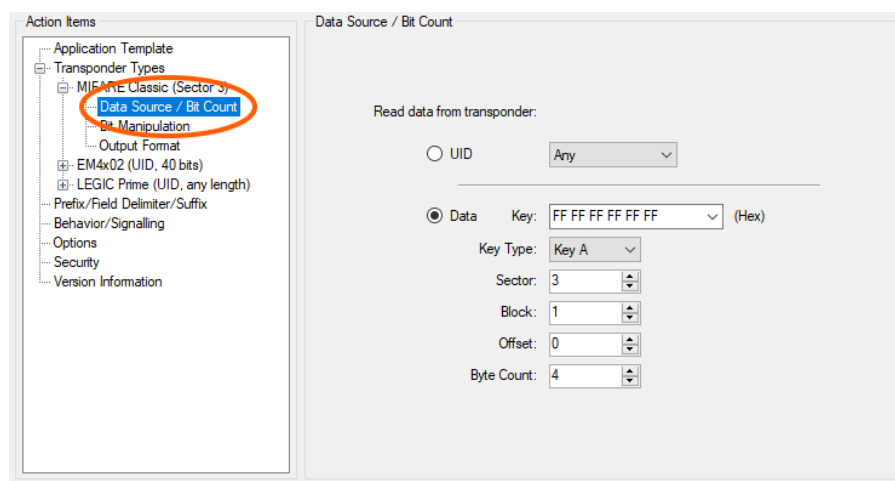 Action Items
Application Template
Transponder Types
MIFARE Classic (Sector 3)
Data Source / Bit Count
Bit Manipulation
Output Format
EM4x02 (UID, 40 bits)
LEGIC Prime (UID, any length)
Prefix/Field Delimiter/Suffix
Behavior/Signalling
Options
Security
Version Information
Data Source / Bit Count
Read data from transponder:
UID Any
Data Key: FF FF FF FF FF FF (Hex)
Key Type: Key A
Sector: 3
Block: 1
Offset: 0
Byte Count: 4